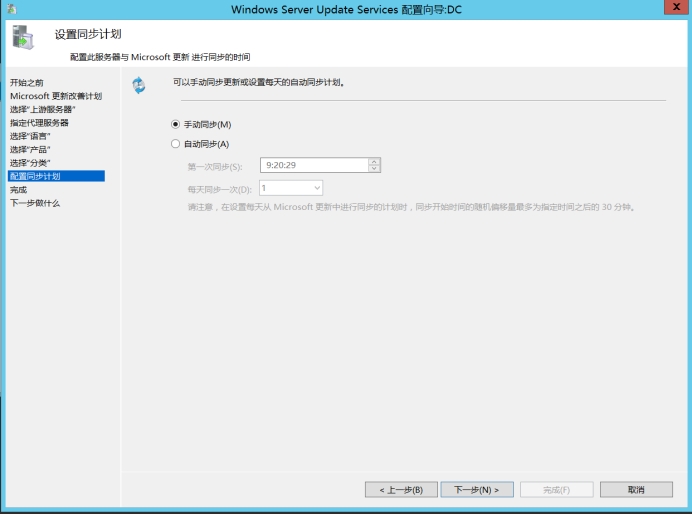 Windows Server Update Services 配置向导:DC
x
设置同步计划
配置此服务器与 Microsoft 更新 进行同步的时间
开始之前
Microsoft 更新改善计划
选择"上游服务器"
指定代理服务器
选择"语言"
选择"产品"
选择"分类"
配置同步计划
完成
下一步做什么
可以手动同步更新或设置每天的自动同步计划。
手动同步(M)
自动同步(A)
第一次同步(S): 9:20:29
每天同步一次(D): 1
请注意，在设置每天从 Microsoft 更新中进行同步的计划时，同步开始时间的随机偏移量最多为指定时间之后的 30 分钟。
< 上一步(B) 下一步(N) > 完成(F) 取消